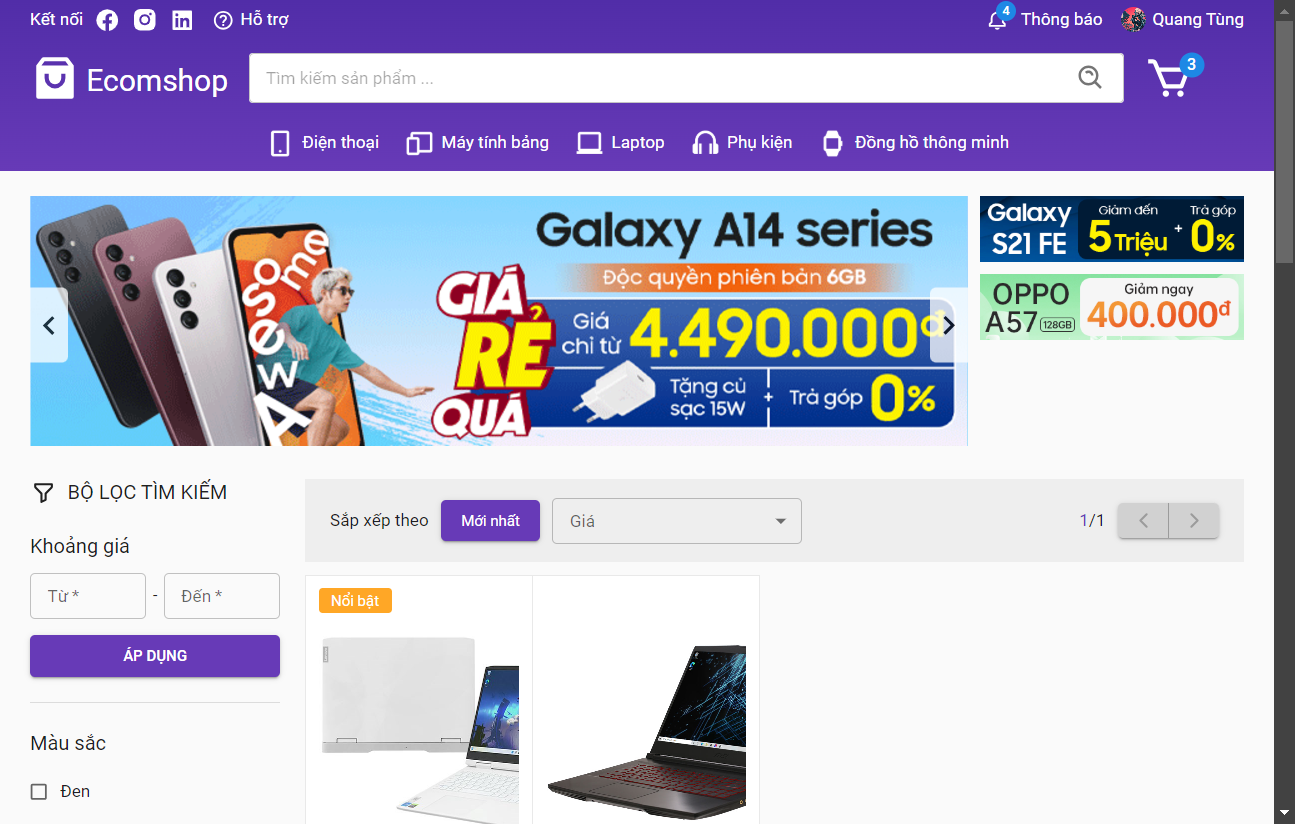 Kết nối
Hỗ trợ
4
Thông báo
Quang Tùng
Ecomshop
Tìm kiếm sản phẩm ...
3
Điện thoại
Máy tính bảng
Laptop
Phụ kiện
Đồng hồ thông minh
Awesome
Galaxy A14 series
Độc quyền phiên bản 6GB
GIÁ RẺ QUÁ
Giá chỉ từ 4.490.000đ
Tặng củ sạc 15W + Trả góp 0%
Galaxy S21 FE
Giảm đến 5 Triệu + Trả góp 0%
OPPO A57 128GB
Giảm ngay 400.000đ
BỘ LỌC TÌM KIẾM
Khoảng giá
Từ * - Đến *
ÁP DỤNG
Màu sắc
Đen
Sắp xếp theo
Mới nhất
Giá
1/1
Nổi bật